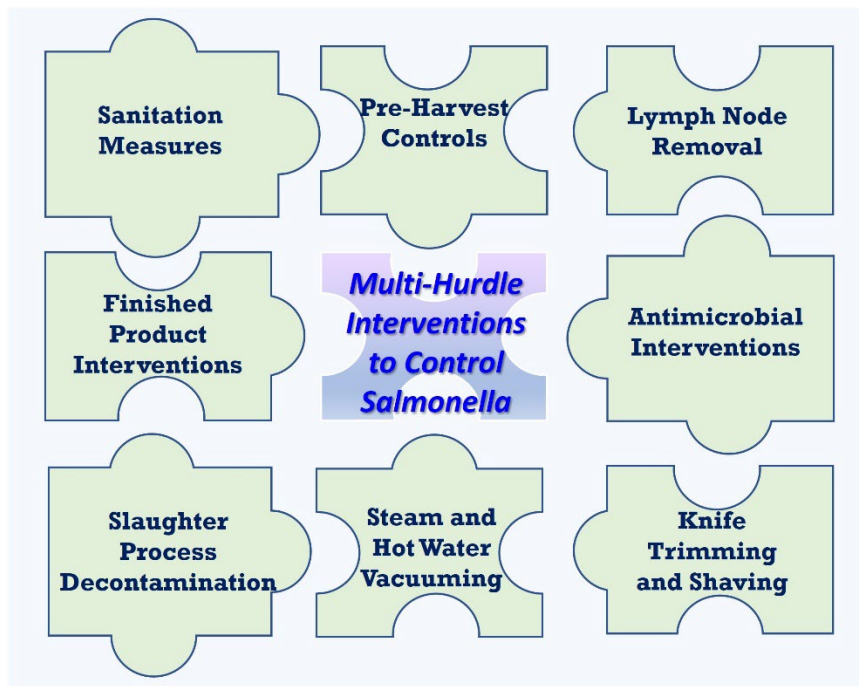 Sanitation
Measures
Pre-Harvest
Controls
Lymph Node
Removal
Finished
Product
Interventions
Multi-Hurdle
Interventions
to Control
Salmonella
Antimicrobial
Interventions
Slaughter
Process
Decontamination
Steam and
Hot Water
Vacuuming
Knife
Trimming
and Shaving